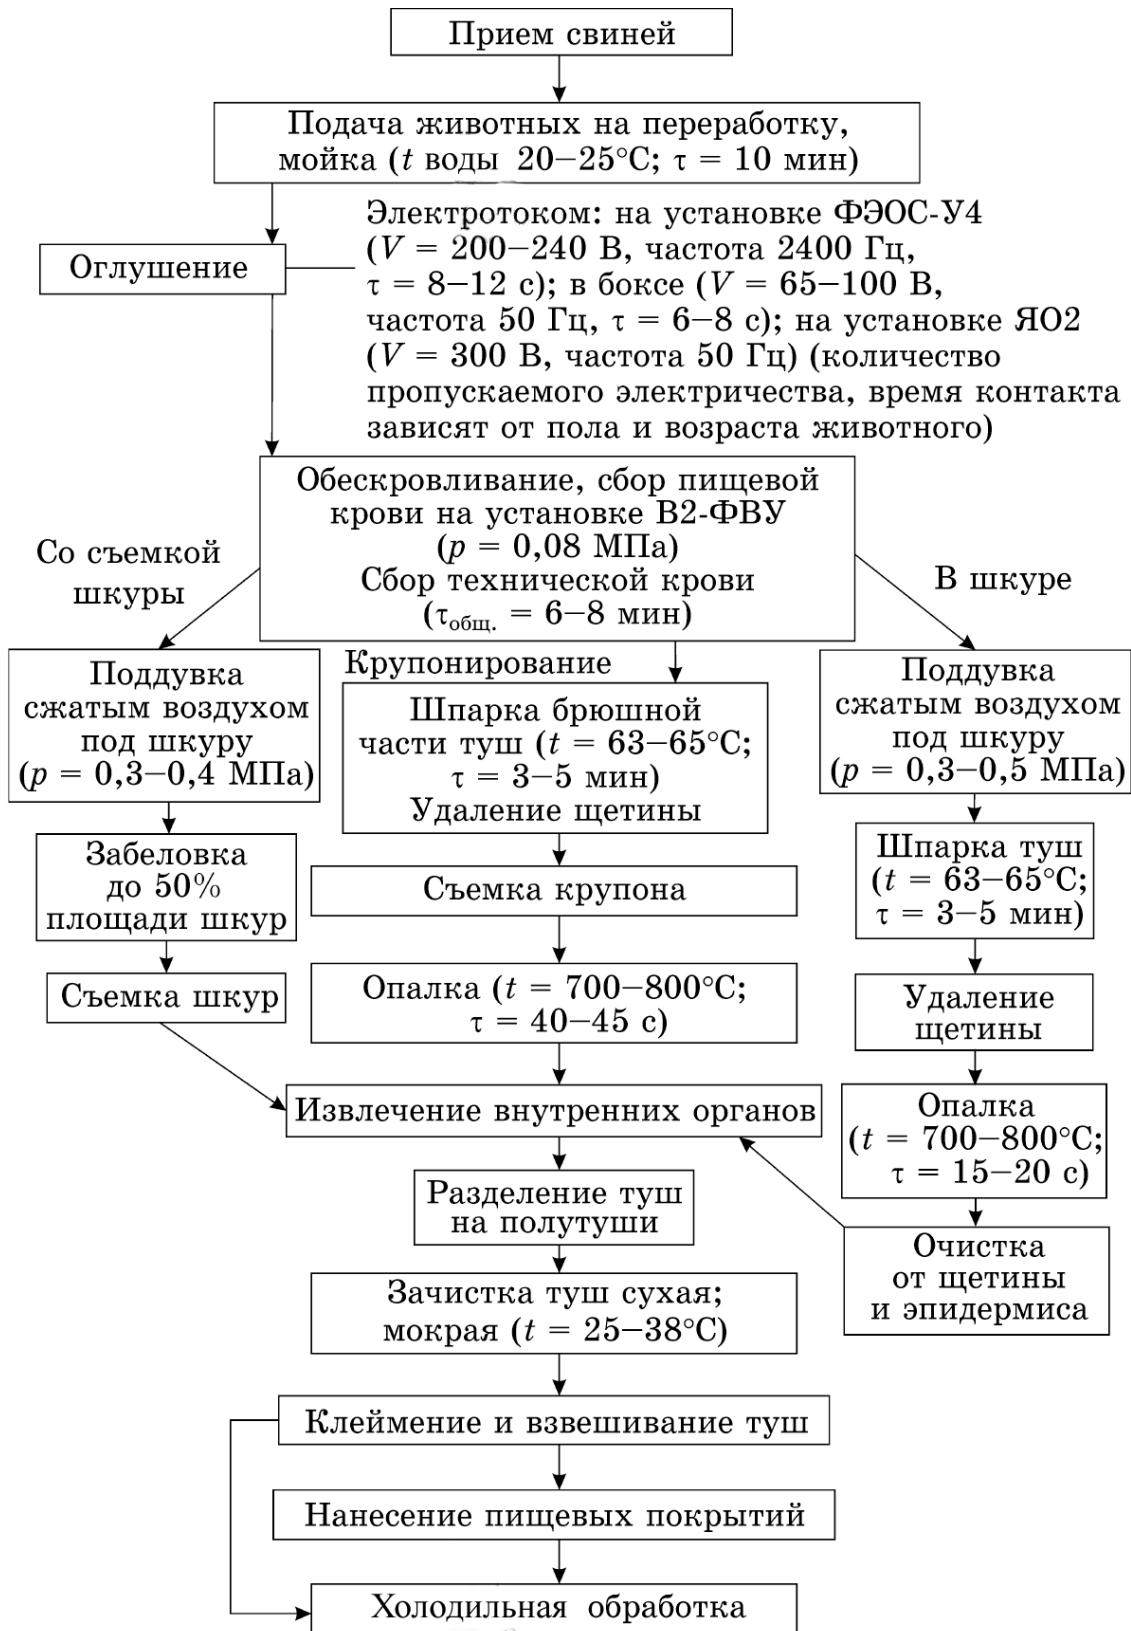 Прием свиней
Подача животных на переработку,
мойка (t воды 20–25°С; τ = 10 мин)
Оглушение
Электротоком: на установке ФЭОС-У4
(V = 200–240 В, частота 2400 Гц,
τ = 8–12 с); в боксе (V = 65–100 В,
частота 50 Гц, τ = 6–8 с); на установке ЯО2
(V = 300 В, частота 50 Гц) (количество
пропускаемого электричества, время контакта
зависят от пола и возраста животного)
Обескровливание, сбор пищевой
крови на установке В2-ФВУ
(p = 0,08 МПа)
Сбор технической крови
(τобщ. = 6–8 мин)
Со съемкой
шкуры
Поддувка
сжатым воздухом
под шкуру
(p = 0,3–0,4 МПа)
Забеловка
до 50%
площади шкур
Съемка шкур
Крупонирование
Шпарка брюшной
части туш (t = 63–65°С;
τ = 3–5 мин)
Удаление щетины
Съемка крупона
Опалка (t = 700–800°С;
τ = 40–45 с)
В шкуре
Поддувка
сжатым воздухом
под шкуру
(p = 0,3–0,5 МПа)
Шпарка туш
(t = 63–65°С;
τ = 3–5 мин)
Удаление
щетины
Опалка
(t = 700–800°С;
τ = 15–20 с)
Очистка
от щетины
и эпидермиса
Извлечение внутренних органов
Разделение туш
на полутуши
Зачистка туш сухая;
мокрая (t = 25–38°С)
Клеймение и взвешивание туш
Нанесение пищевых покрытий
Холодильная обработка